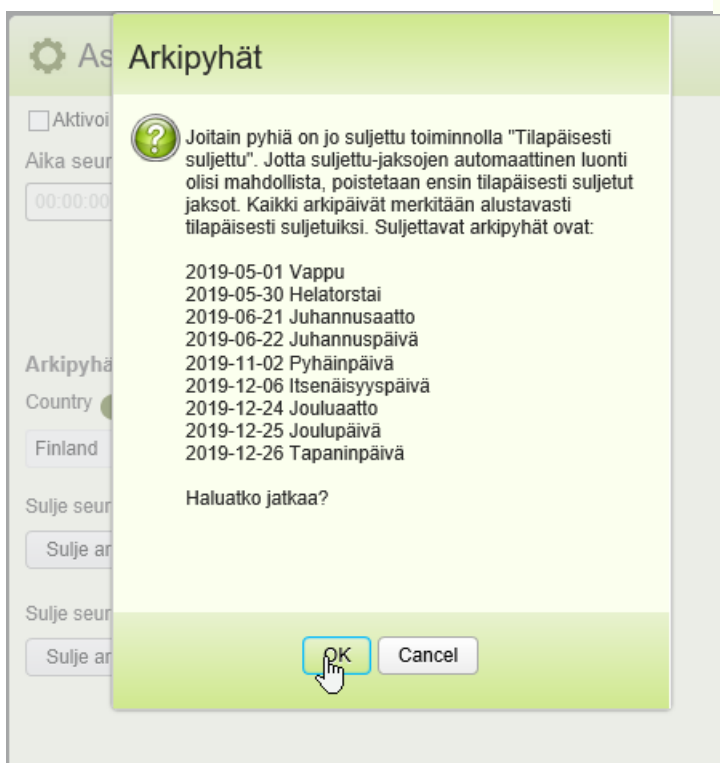 As
Arkipyhät
Aktivoi
Aika seur
00:00:00
Joitain pyhiä on jo suljettu toiminnolla "Tilapäisesti
suljettu". Jotta suljettu-jaksojen automaattinen luonti
olisi mahdollista, poistetaan ensin tilapäisesti suljetut
jaksot. Kaikki arkipäivät merkitään alustavasti
tilapäisesti suljetuiksi. Suljettavat arkipyhät ovat:
2019-05-01 Vappu
2019-05-30 Helatorstai
2019-06-21 Juhannusaatto
2019-06-22 Juhannuspäivä
2019-11-02 Pyhäinpäivä
2019-12-06 Itsenäisyyspäivä
2019-12-24 Jouluaatto
2019-12-25 Joulupäivä
2019-12-26 Tapaninpäivä
Haluatko jatkaa?
Arkipyhä
Country
Finland
Sulje seur
Sulje ar
Sulje seur
Sulje ar
OK
Cancel